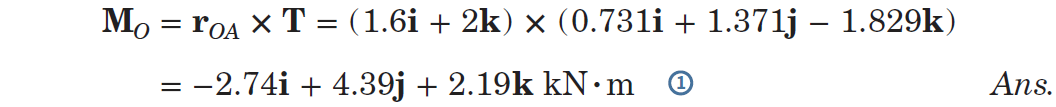 M_O = r_OA × T = (1.6i + 2k) × (0.731i + 1.371j − 1.829k)
= −2.74i + 4.39j + 2.19k kN·m ① Ans.